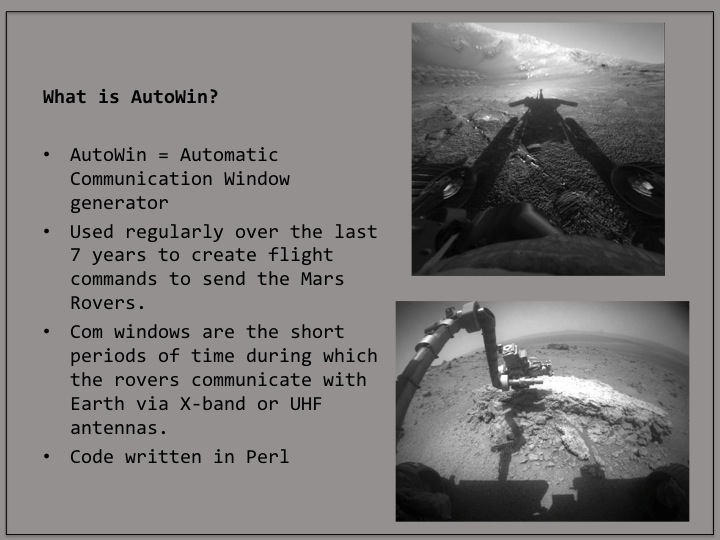 What is AutoWin?
• AutoWin = Automatic
Communication Window
generator
• Used regularly over the last
7 years to create flight
commands to send the Mars
Rovers.
• Com windows are the short
periods of time during which
the rovers communicate with
Earth via X-band or UHF
antennas.
• Code written in Perl